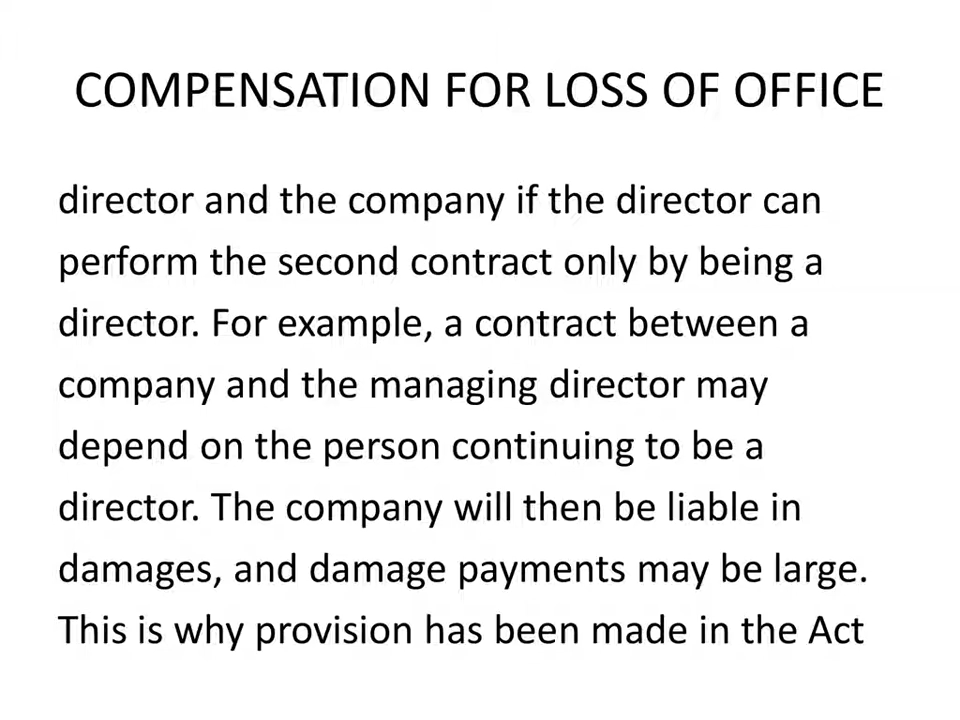 COMPENSATION FOR LOSS OF OFFICE
director and the company if the director can
perform the second contract only by being a
director. For example, a contract between a
company and the managing director may
depend on the person continuing to be a
director. The company will then be liable in
damages, and damage payments may be large.
This is why provision has been made in the Act